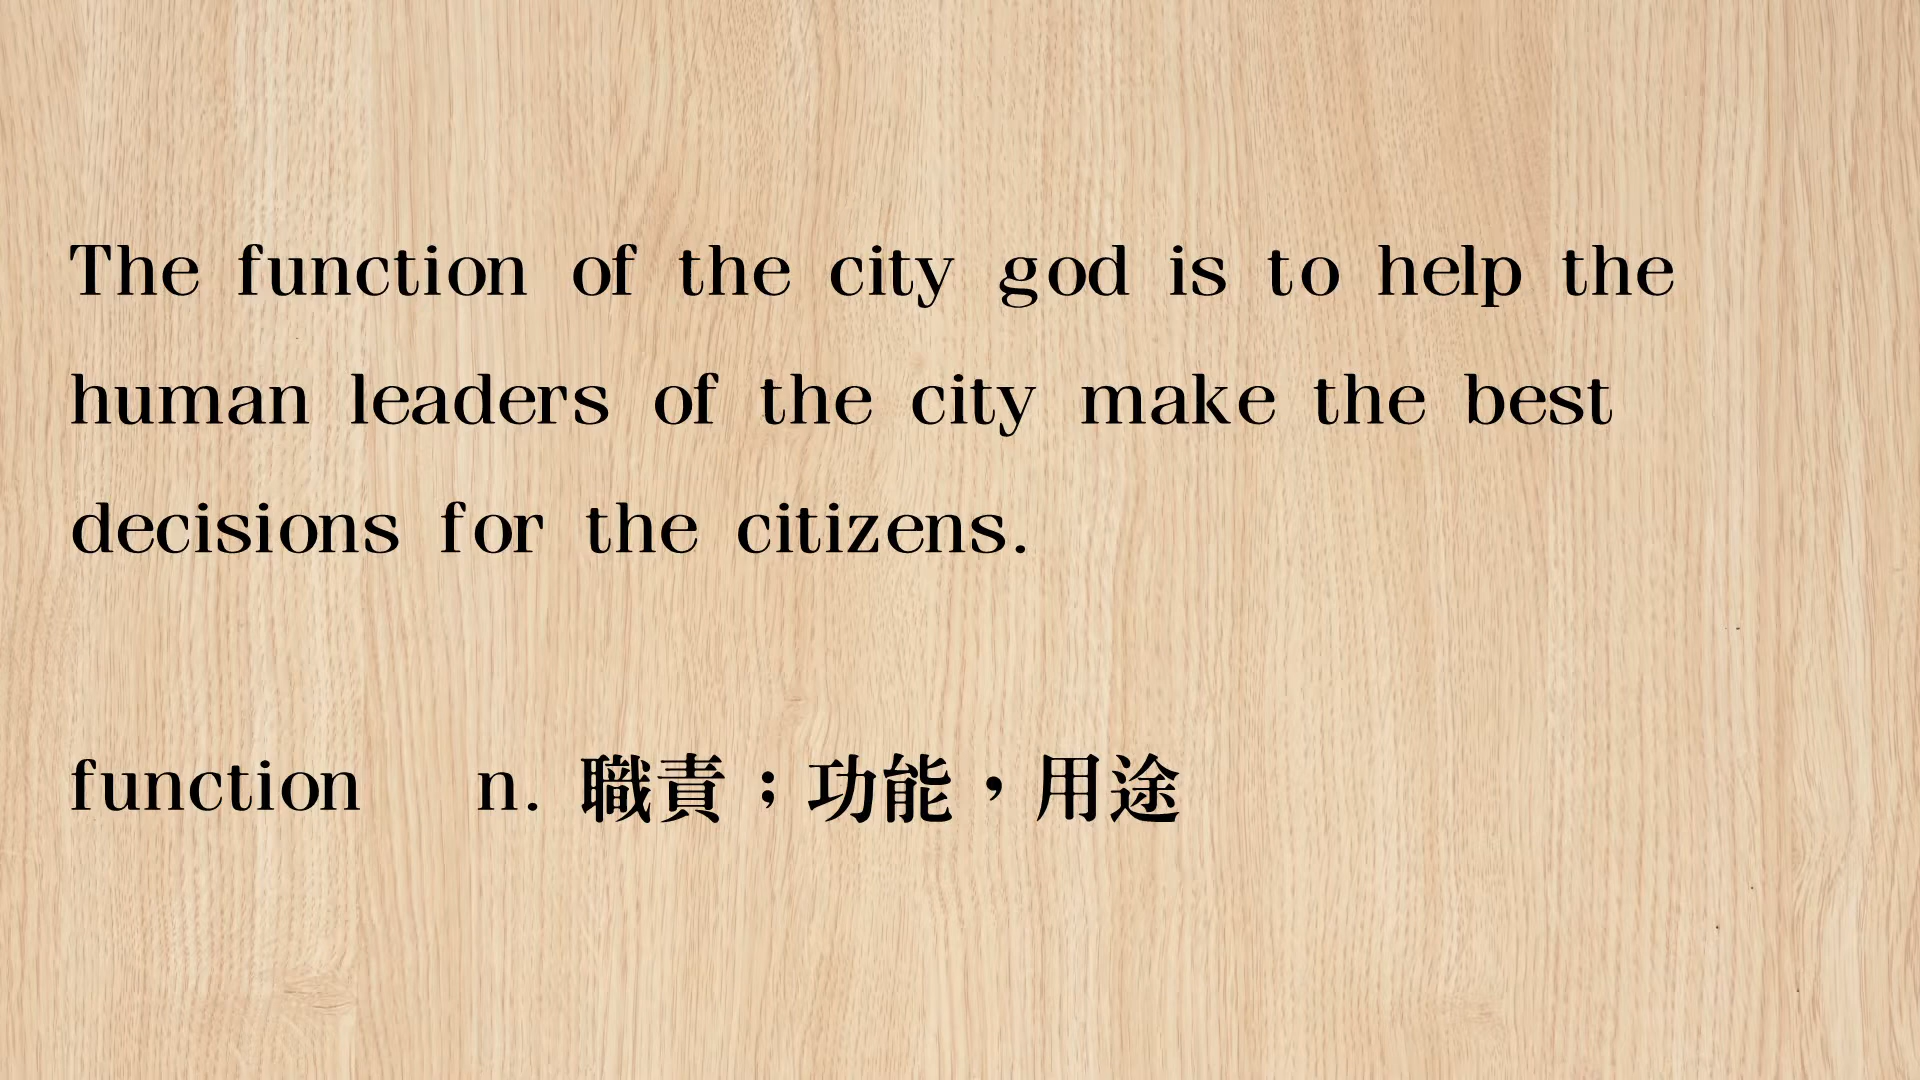 The function of the city god is to help the
human leaders of the city make the best
decisions for the citizens.
function n. 職責；功能，用途